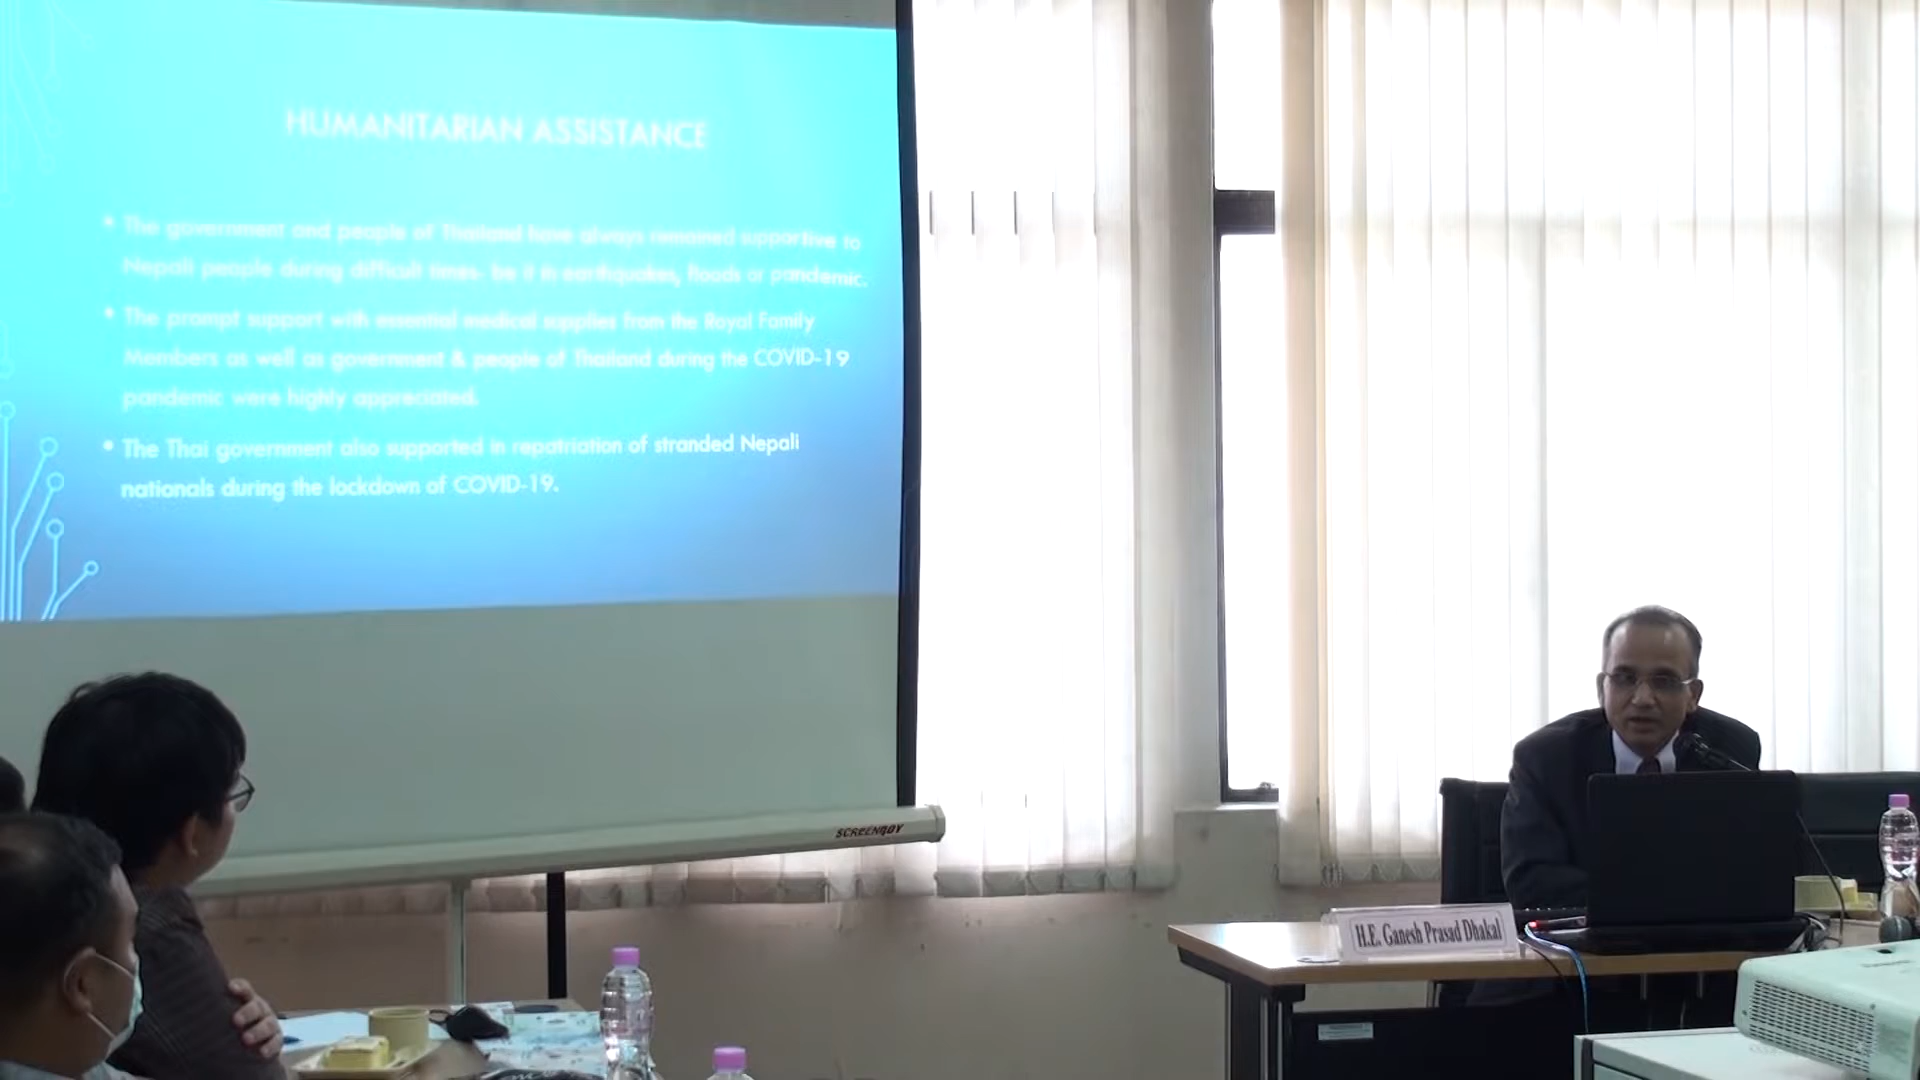 HUMANITARIAN ASSISTANCE
• The government and people of Thailand have always remained supportive to
Nepali people during difficult times- be it in earthquakes, floods or pandemic.
• The prompt support with essential medical supplies from the Royal Family
Members as well as government & people of Thailand during the COVID-19
pandemic were highly appreciated.
• The Thai government also supported in repatriation of stranded Nepali
nationals during the lockdown of COVID-19.
SCREENBOY
H.E. Ganesh Prasad Dhakal